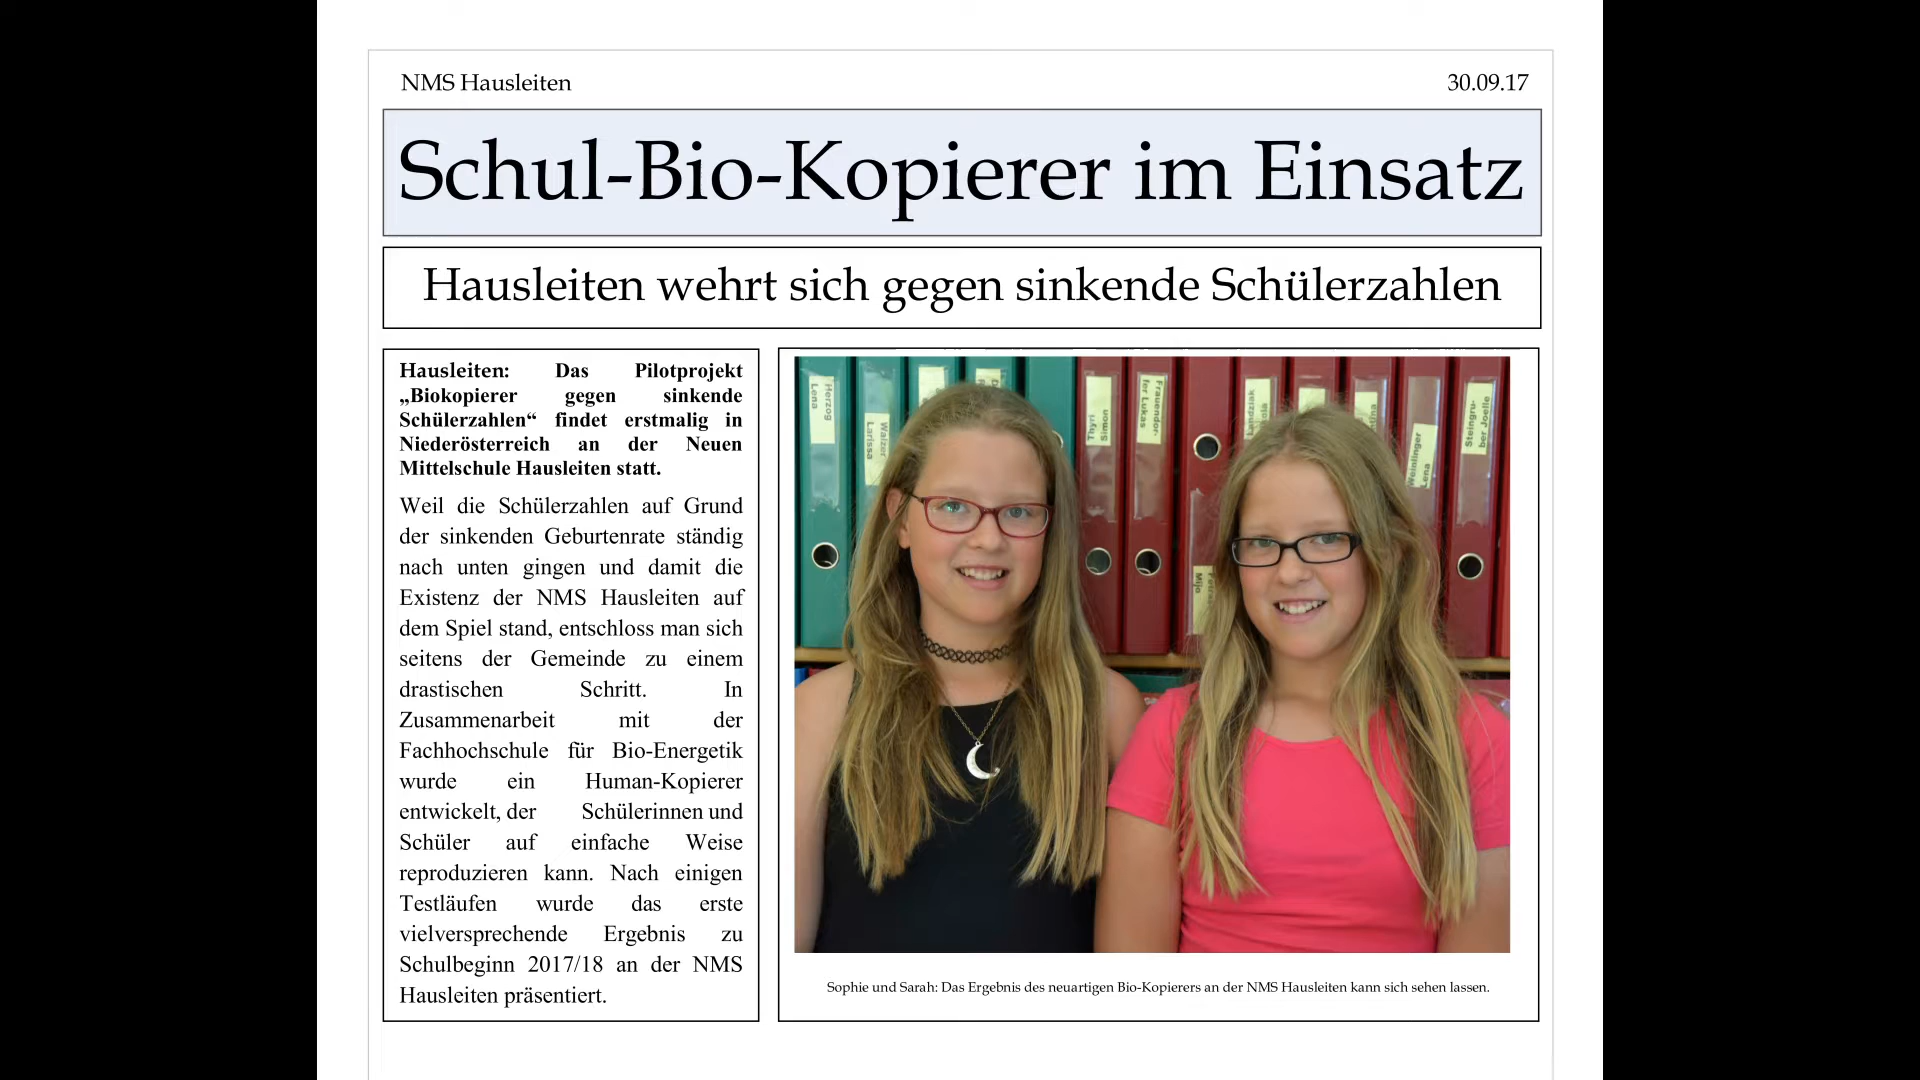 NMS Hausleiten 30.09.17
Schul-Bio-Kopierer im Einsatz
Hausleiten wehrt sich gegen sinkende Schülerzahlen
Hausleiten: Das Pilotprojekt
„Biokopierer gegen sinkende
Schülerzahlen“ findet erstmalig in
Niederösterreich an der Neuen
Mittelschule Hausleiten statt.
Weil die Schülerzahlen auf Grund
der sinkenden Geburtenrate ständig
nach unten gingen und damit die
Existenz der NMS Hausleiten auf
dem Spiel stand, entschloss man sich
seitens der Gemeinde zu einem
drastischen Schritt. In
Zusammenarbeit mit der
Fachhochschule für Bio-Energetik
wurde ein Human-Kopierer
entwickelt, der Schülerinnen und
Schüler auf einfache Weise
reproduzieren kann. Nach einigen
Testläufen wurde das erste
vielversprechende Ergebnis zu
Schulbeginn 2017/18 an der NMS
Hausleiten präsentiert.
Herzog
Lena
Walzer
Larissa
Thyri
Simon
Frauendor-
fer Lukas
Weinlinger
Lena
Steingru-
ber Joelle
Mijo
Sophie und Sarah: Das Ergebnis des neuartigen Bio-Kopierers an der NMS Hausleiten kann sich sehen lassen.